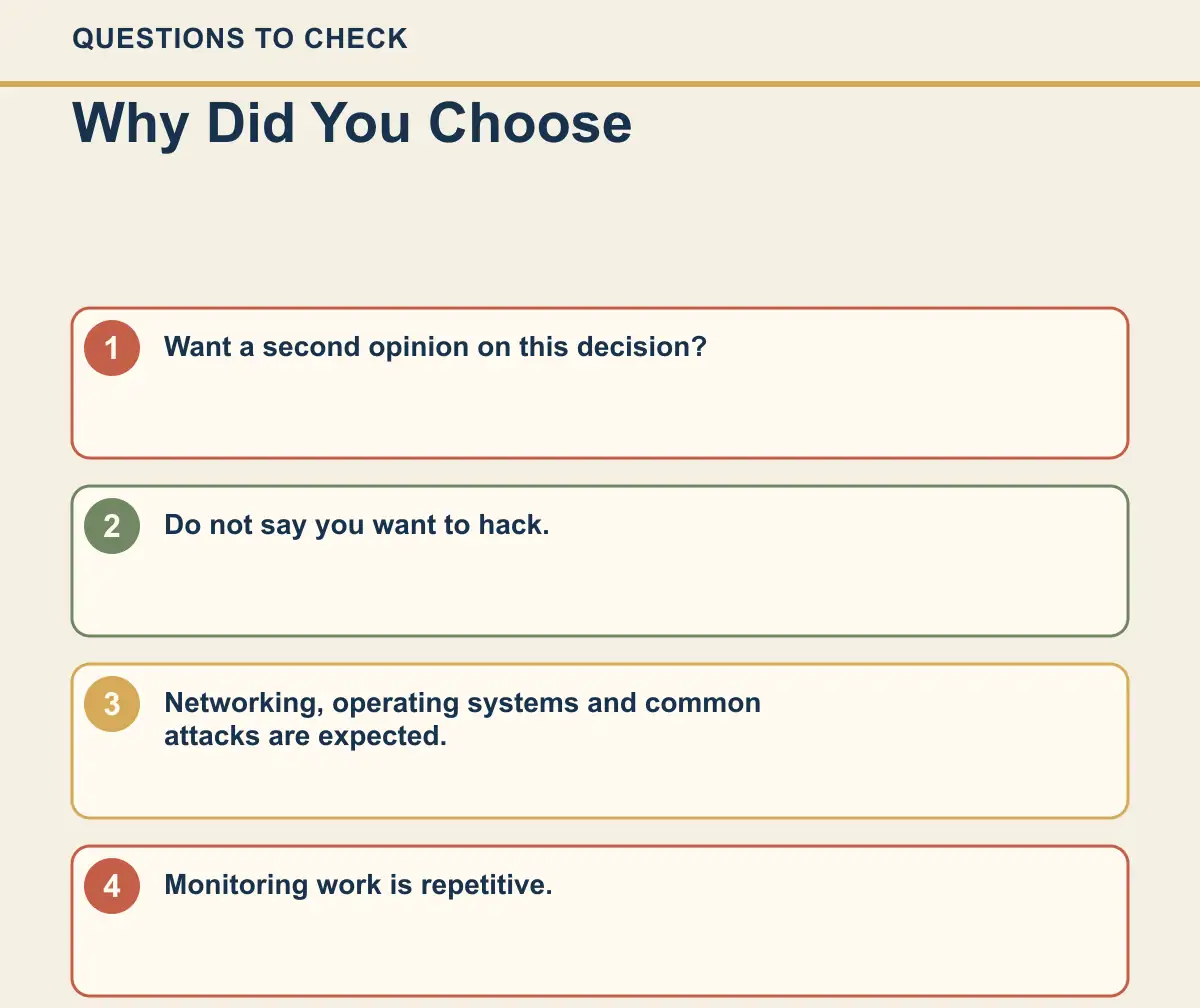 QUESTIONS TO CHECK
Why Did You Choose
1
Want a second opinion on this decision?
2
Do not say you want to hack.
3
Networking, operating systems and common
attacks are expected.
4
Monitoring work is repetitive.